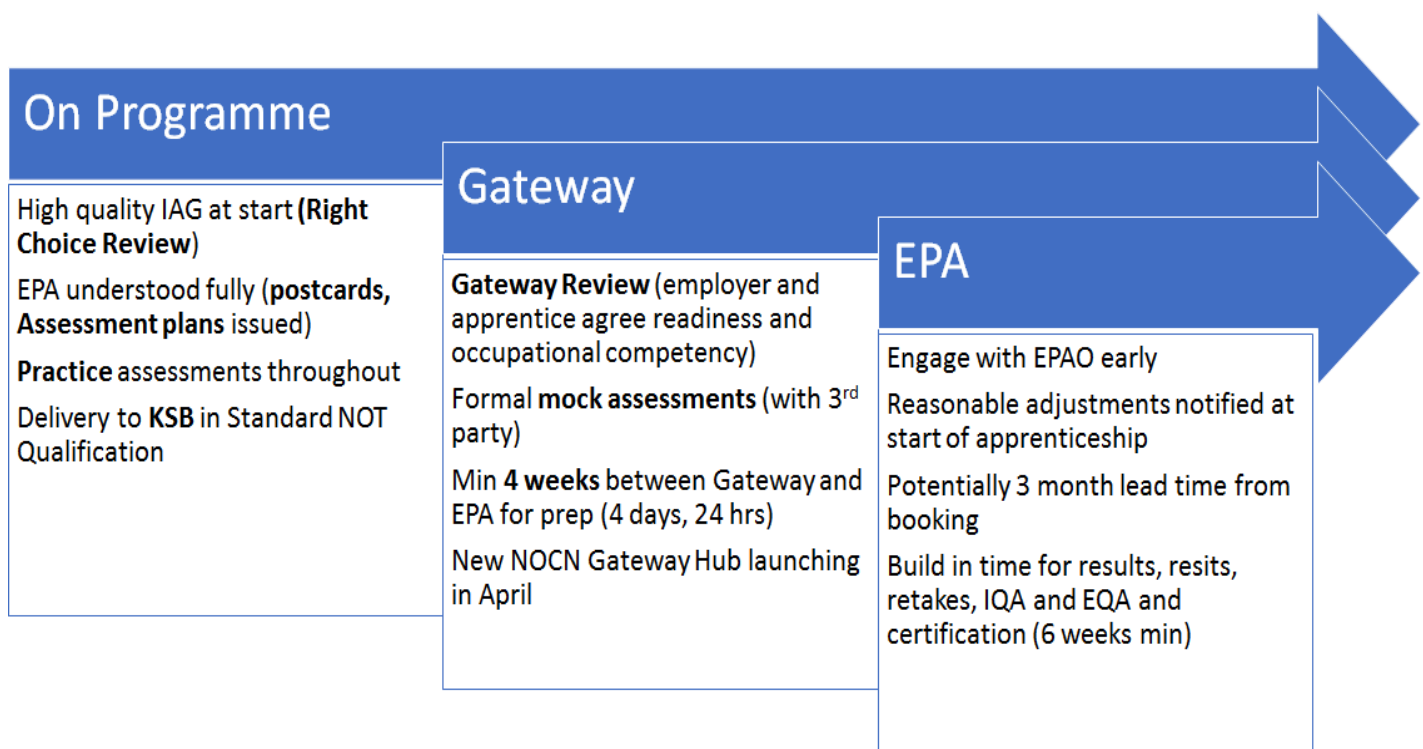 On Programme
High quality IAG at start (Right
Choice Review)
EPA understood fully (postcards,
Assessment plans issued)
Practice assessments throughout
Delivery to KSB in Standard NOT
Qualification
Gateway
Gateway Review (employer and
apprentice agree readiness and
occupational competency)
Formal mock assessments (with 3rd
party)
Min 4 weeks between Gateway and
EPA for prep (4 days, 24 hrs)
New NOCN Gateway Hub launching
in April
EPA
Engage with EPAO early
Reasonable adjustments notified at
start of apprenticeship
Potentially 3 month lead time from
booking
Build in time for results, resits,
retakes, IQA and EQA and
certification (6 weeks min)